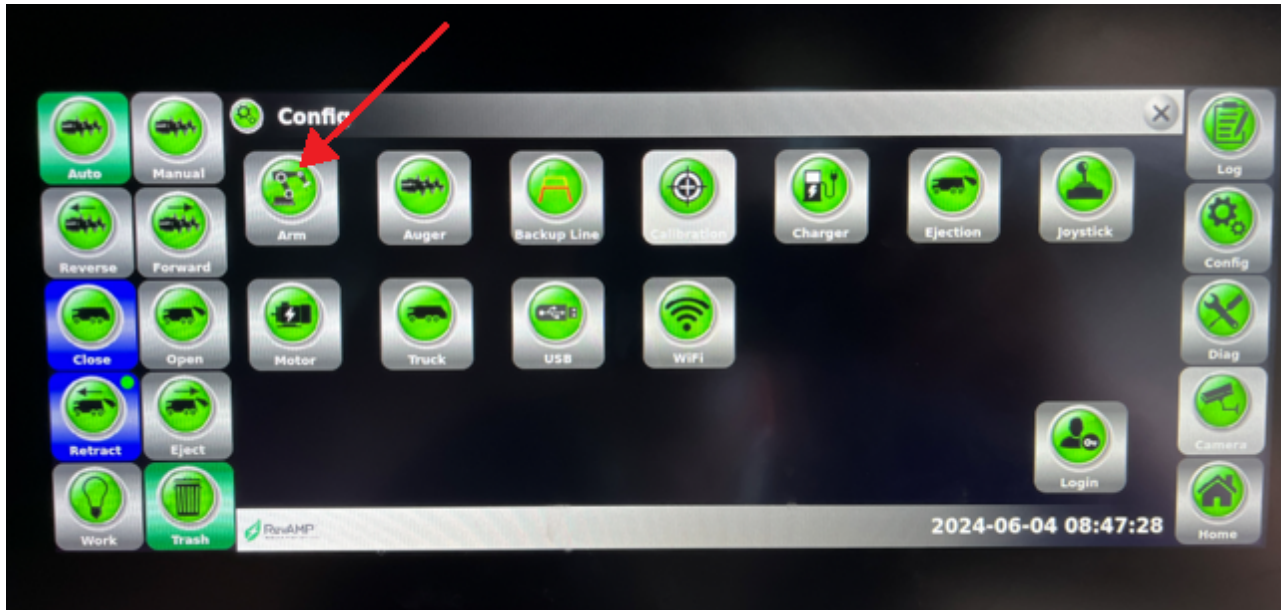 Config
Auto
Manual
Reverse
Forward
Close
Open
Retract
Eject
Work
Trash
Arm
Auger
Backup Line
Calibration
Charger
Ejection
Joystick
Motor
Truck
USB
WiFi
Login
RevAMP
2024-06-04 08:47:28
Log
Config
Diag
Camera
Home